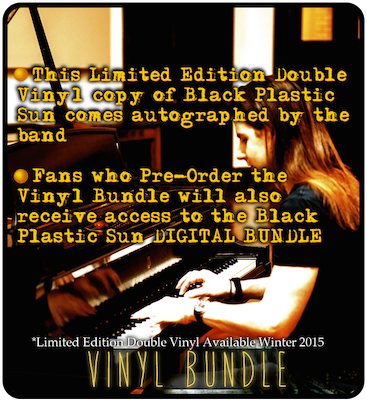 This Limited Edition Double
Vinyl copy of Black Plastic
Sun comes autographed by the
band
Fans who Pre-Order the
Vinyl Bundle will also
receive access to the Black
Plastic Sun DIGITAL BUNDLE
*Limited Edition Double Vinyl Available Winter 2015
VINYL BUNDLE